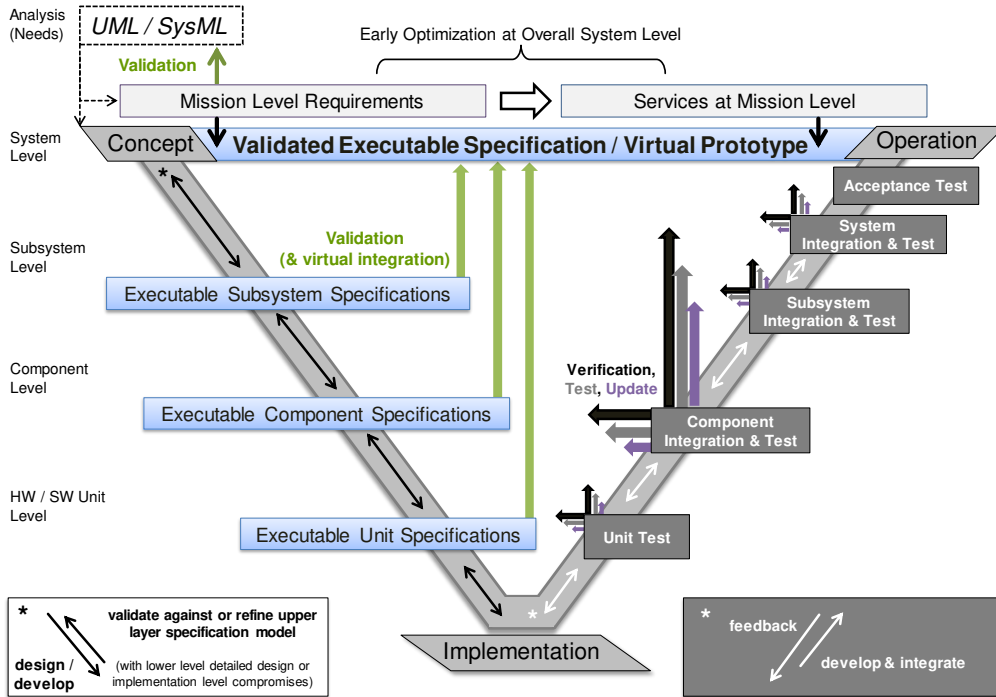 Analysis
(Needs)
UML / SysML
Early Optimization at Overall System Level
Validation
Mission Level Requirements
Services at Mission Level
System
Level
Concept
Validated Executable Specification / Virtual Prototype
Operation
*
Acceptance Test
System
Integration & Test
Subsystem
Level
Validation
(& virtual integration)
Executable Subsystem Specifications
Subsystem
Integration & Test
Component
Level
Verification,
Test, Update
Executable Component Specifications
Component
Integration & Test
HW / SW Unit
Level
Executable Unit Specifications
Unit Test
*
Implementation
*
validate against or refine upper
layer specification model
design /
develop
(with lower level detailed design or
implementation level compromises)
*
feedback
develop & integrate